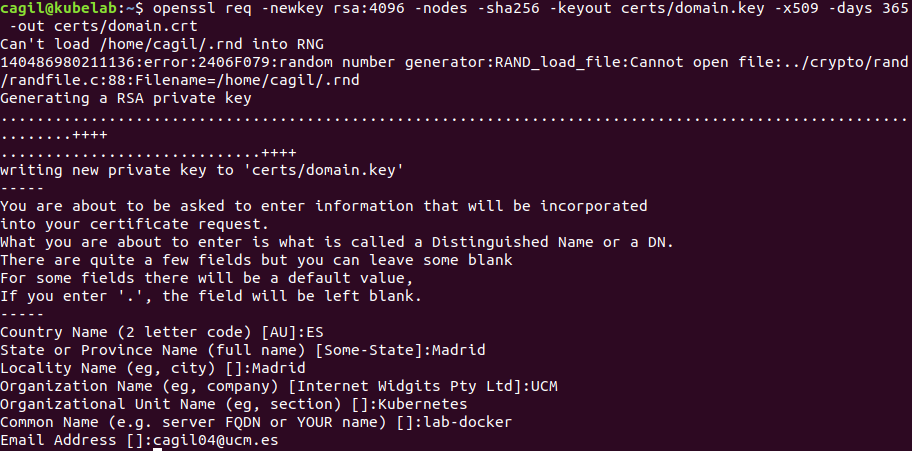 cagil@kubelab:~$ openssl req -newkey rsa:4096 -nodes -sha256 -keyout certs/domain.key -x509 -days 365
 -out certs/domain.crt
Can't load /home/cagil/.rnd into RNG
140486980211136:error:2406F079:random number generator:RAND_load_file:Cannot open file:../crypto/rand
/randfile.c:88:Filename=/home/cagil/.rnd
Generating a RSA private key
.....................................................................................................
........++++
.............................++++
writing new private key to 'certs/domain.key'
-----
You are about to be asked to enter information that will be incorporated
into your certificate request.
What you are about to enter is what is called a Distinguished Name or a DN.
There are quite a few fields but you can leave some blank
For some fields there will be a default value,
If you enter '.', the field will be left blank.
-----
Country Name (2 letter code) [AU]:ES
State or Province Name (full name) [Some-State]:Madrid
Locality Name (eg, city) []:Madrid
Organization Name (eg, company) [Internet Widgits Pty Ltd]:UCM
Organizational Unit Name (eg, section) []:Kubernetes
Common Name (e.g. server FQDN or YOUR name) []:lab-docker
Email Address []:cagil04@ucm.es